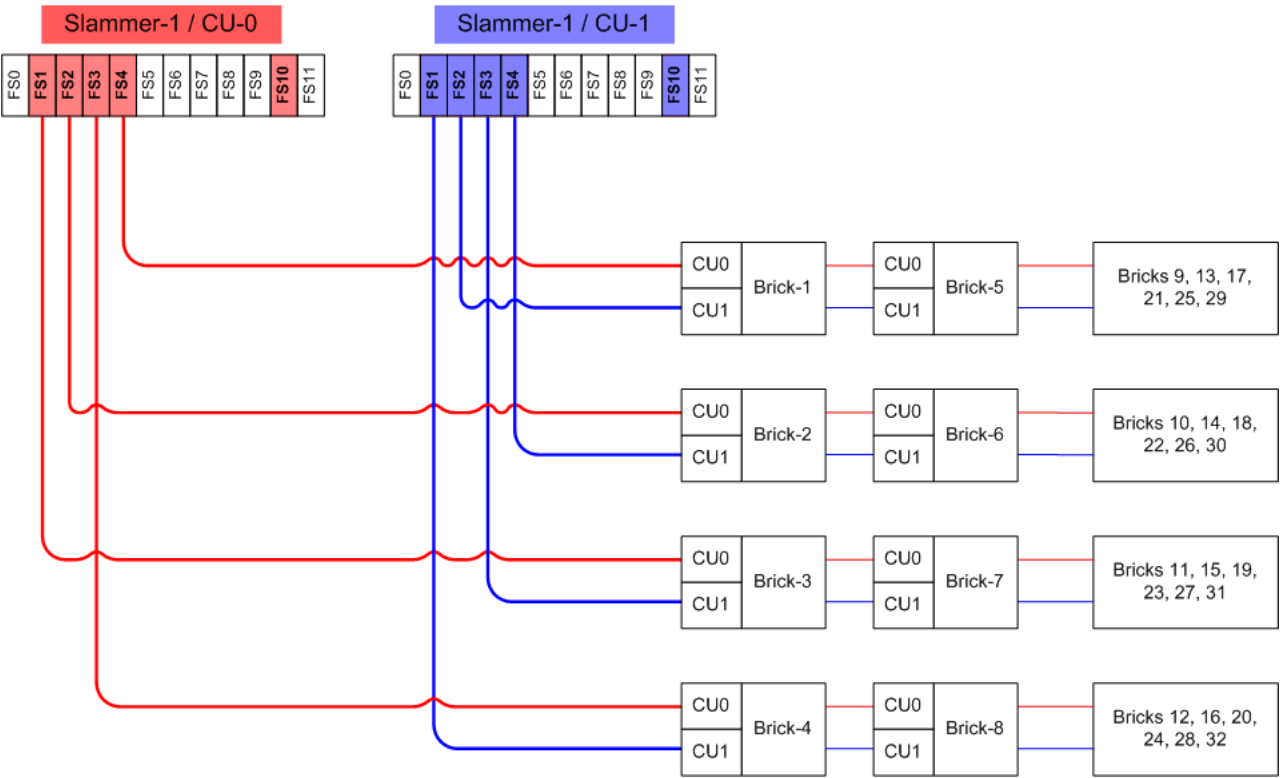 Slammer-1 / CU-0
Slammer-1 / CU-1
FS0
FS1
FS2
FS3
FS4
FS5
FS6
FS7
FS8
FS9
FS10
FS11
FS0
FS1
FS2
FS3
FS4
FS5
FS6
FS7
FS8
FS9
FS10
FS11
CU0
CU1
Brick-1
CU0
CU1
Brick-5
Bricks 9, 13, 17,
21, 25, 29
CU0
CU1
Brick-2
CU0
CU1
Brick-6
Bricks 10, 14, 18,
22, 26, 30
CU0
CU1
Brick-3
CU0
CU1
Brick-7
Bricks 11, 15, 19,
23, 27, 31
CU0
CU1
Brick-4
CU0
CU1
Brick-8
Bricks 12, 16, 20,
24, 28, 32